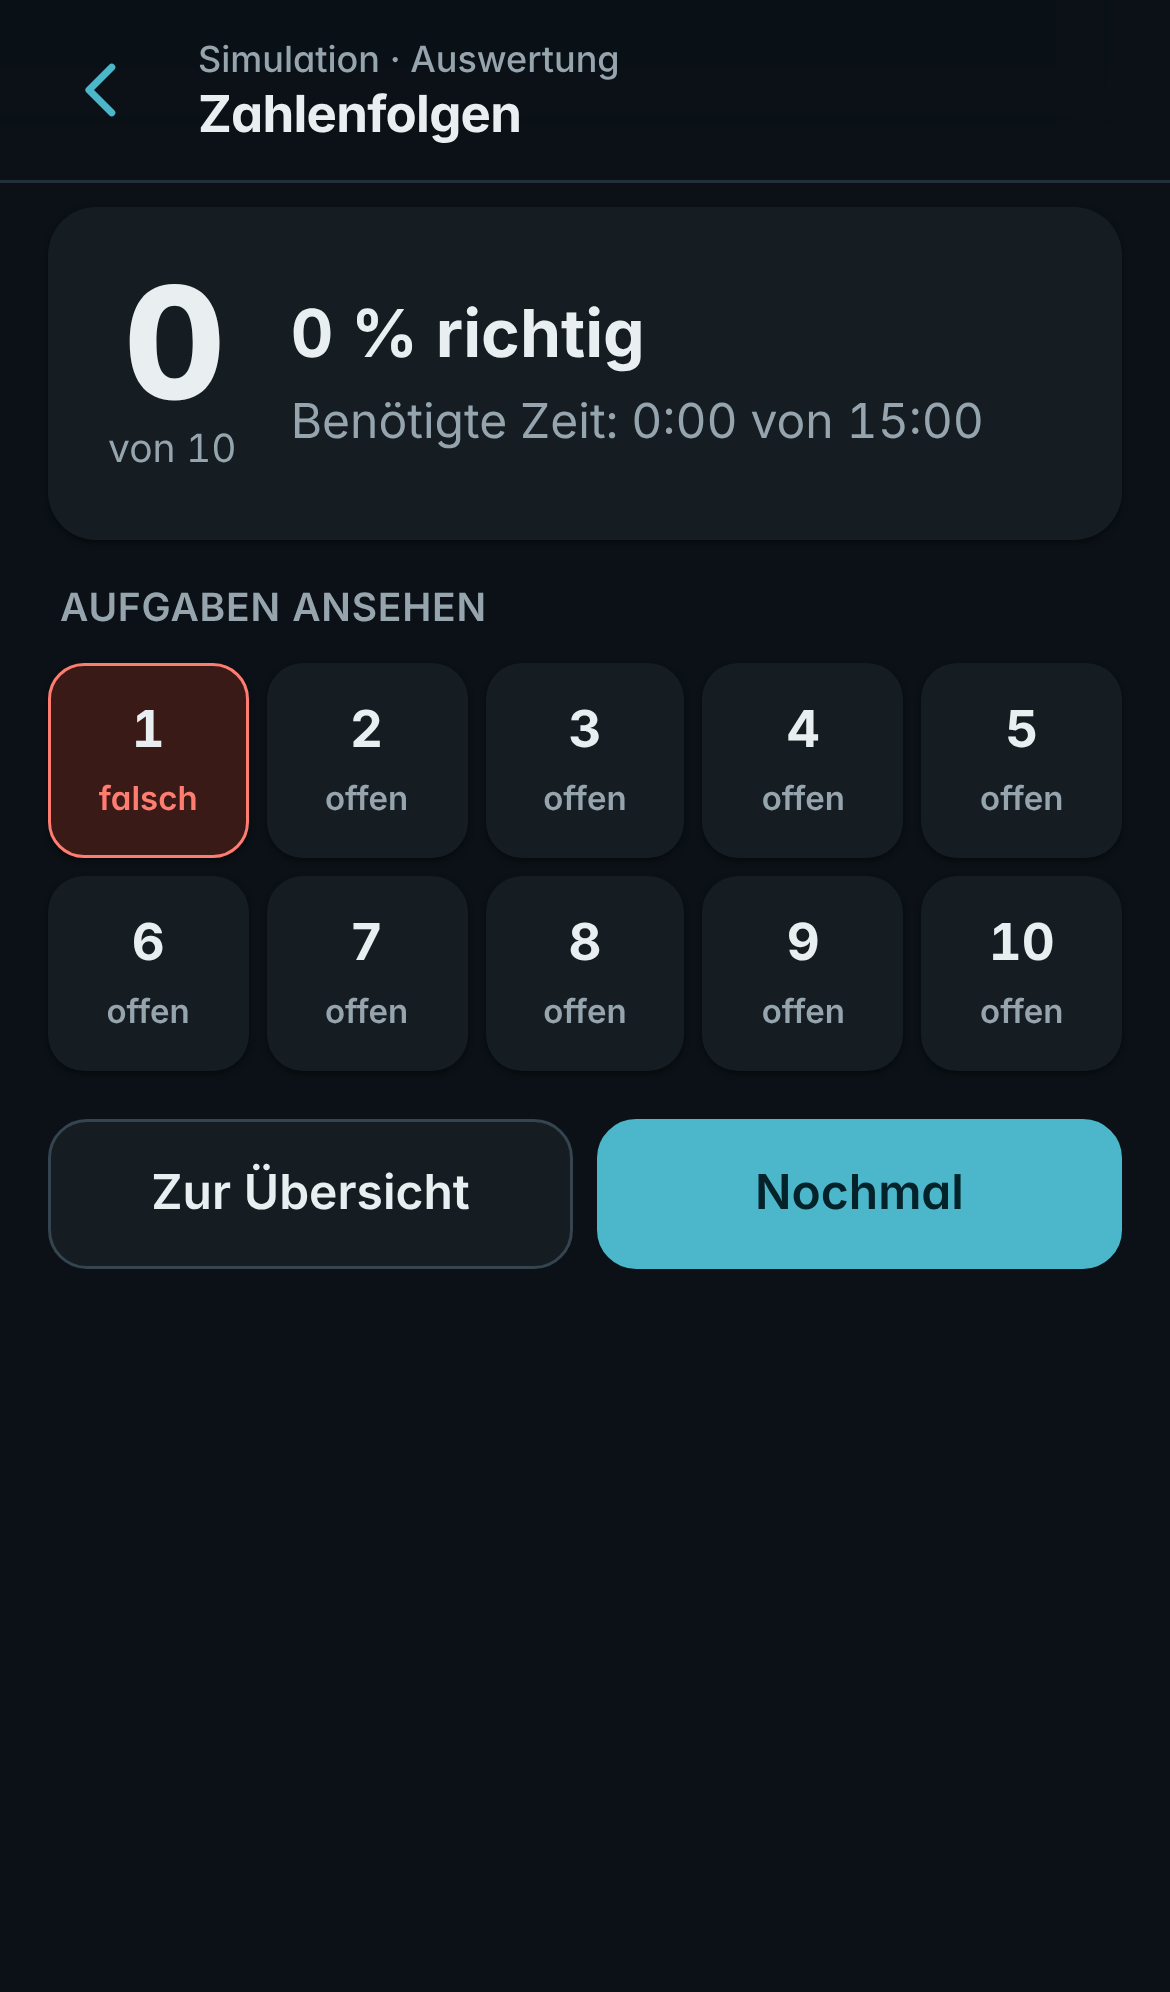 Simulation · Auswertung
Zahlenfolgen
0
von 10
0 % richtig
Benötigte Zeit: 0:00 von 15:00
AUFGABEN ANSEHEN
1
falsch
2
offen
3
offen
4
offen
5
offen
6
offen
7
offen
8
offen
9
offen
10
offen
Zur Übersicht
Nochmal